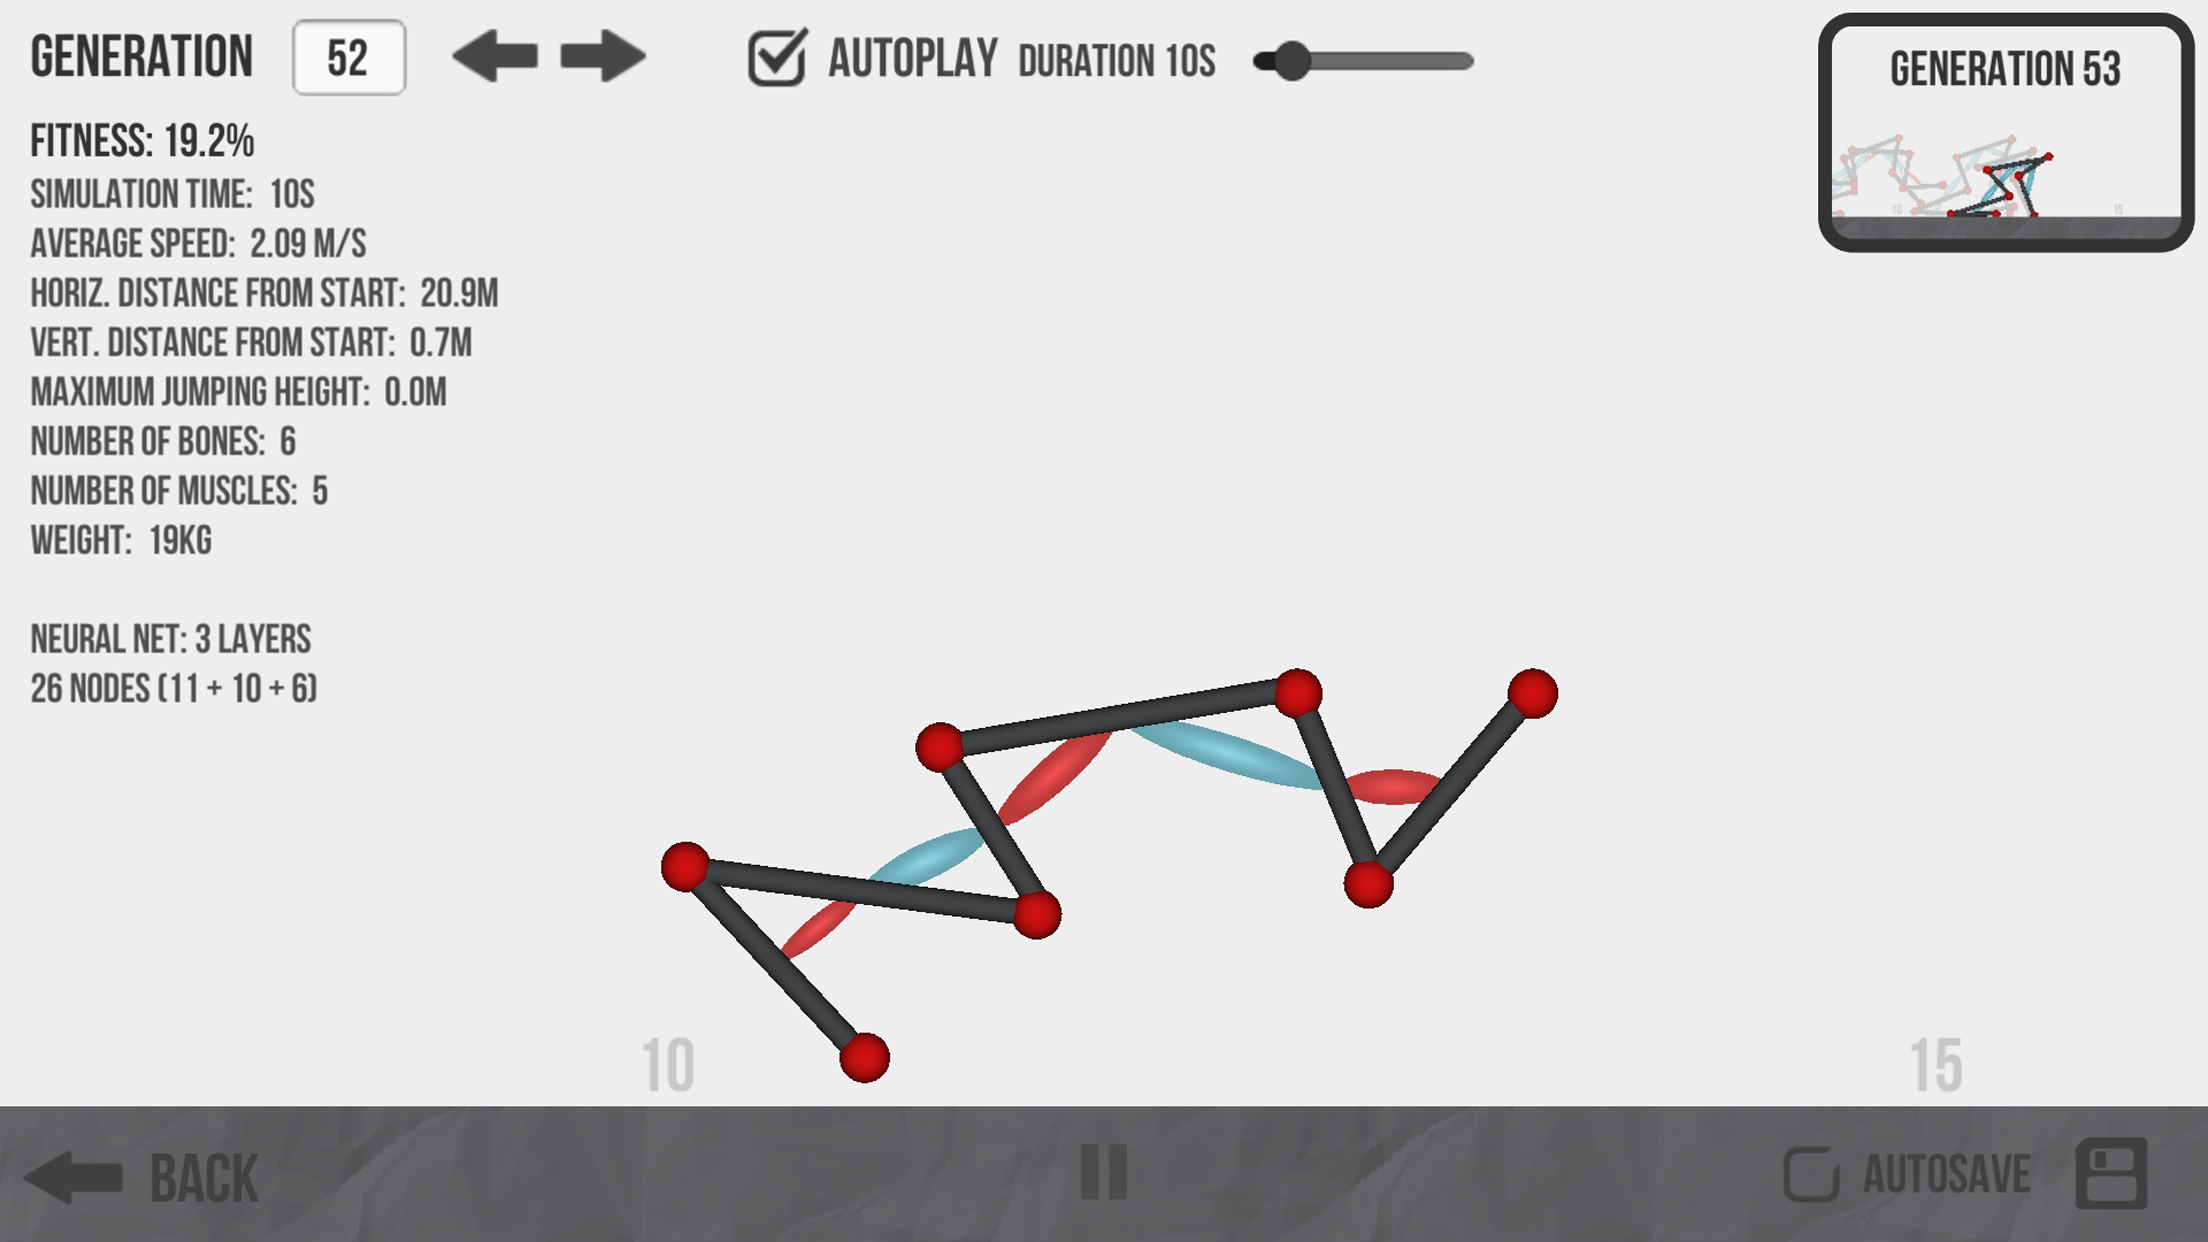 GENERATION 52
AUTOPLAY DURATION 10S
GENERATION 53
10
15
FITNESS: 19.2%
SIMULATION TIME: 10S
AVERAGE SPEED: 2.09 M/S
HORIZ. DISTANCE FROM START: 20.9M
VERT. DISTANCE FROM START: 0.7M
MAXIMUM JUMPING HEIGHT: 0.0M
NUMBER OF BONES: 6
NUMBER OF MUSCLES: 5
WEIGHT: 19KG
NEURAL NET: 3 LAYERS
26 NODES (11 + 10 + 6)
10
15
BACK
AUTOSAVE